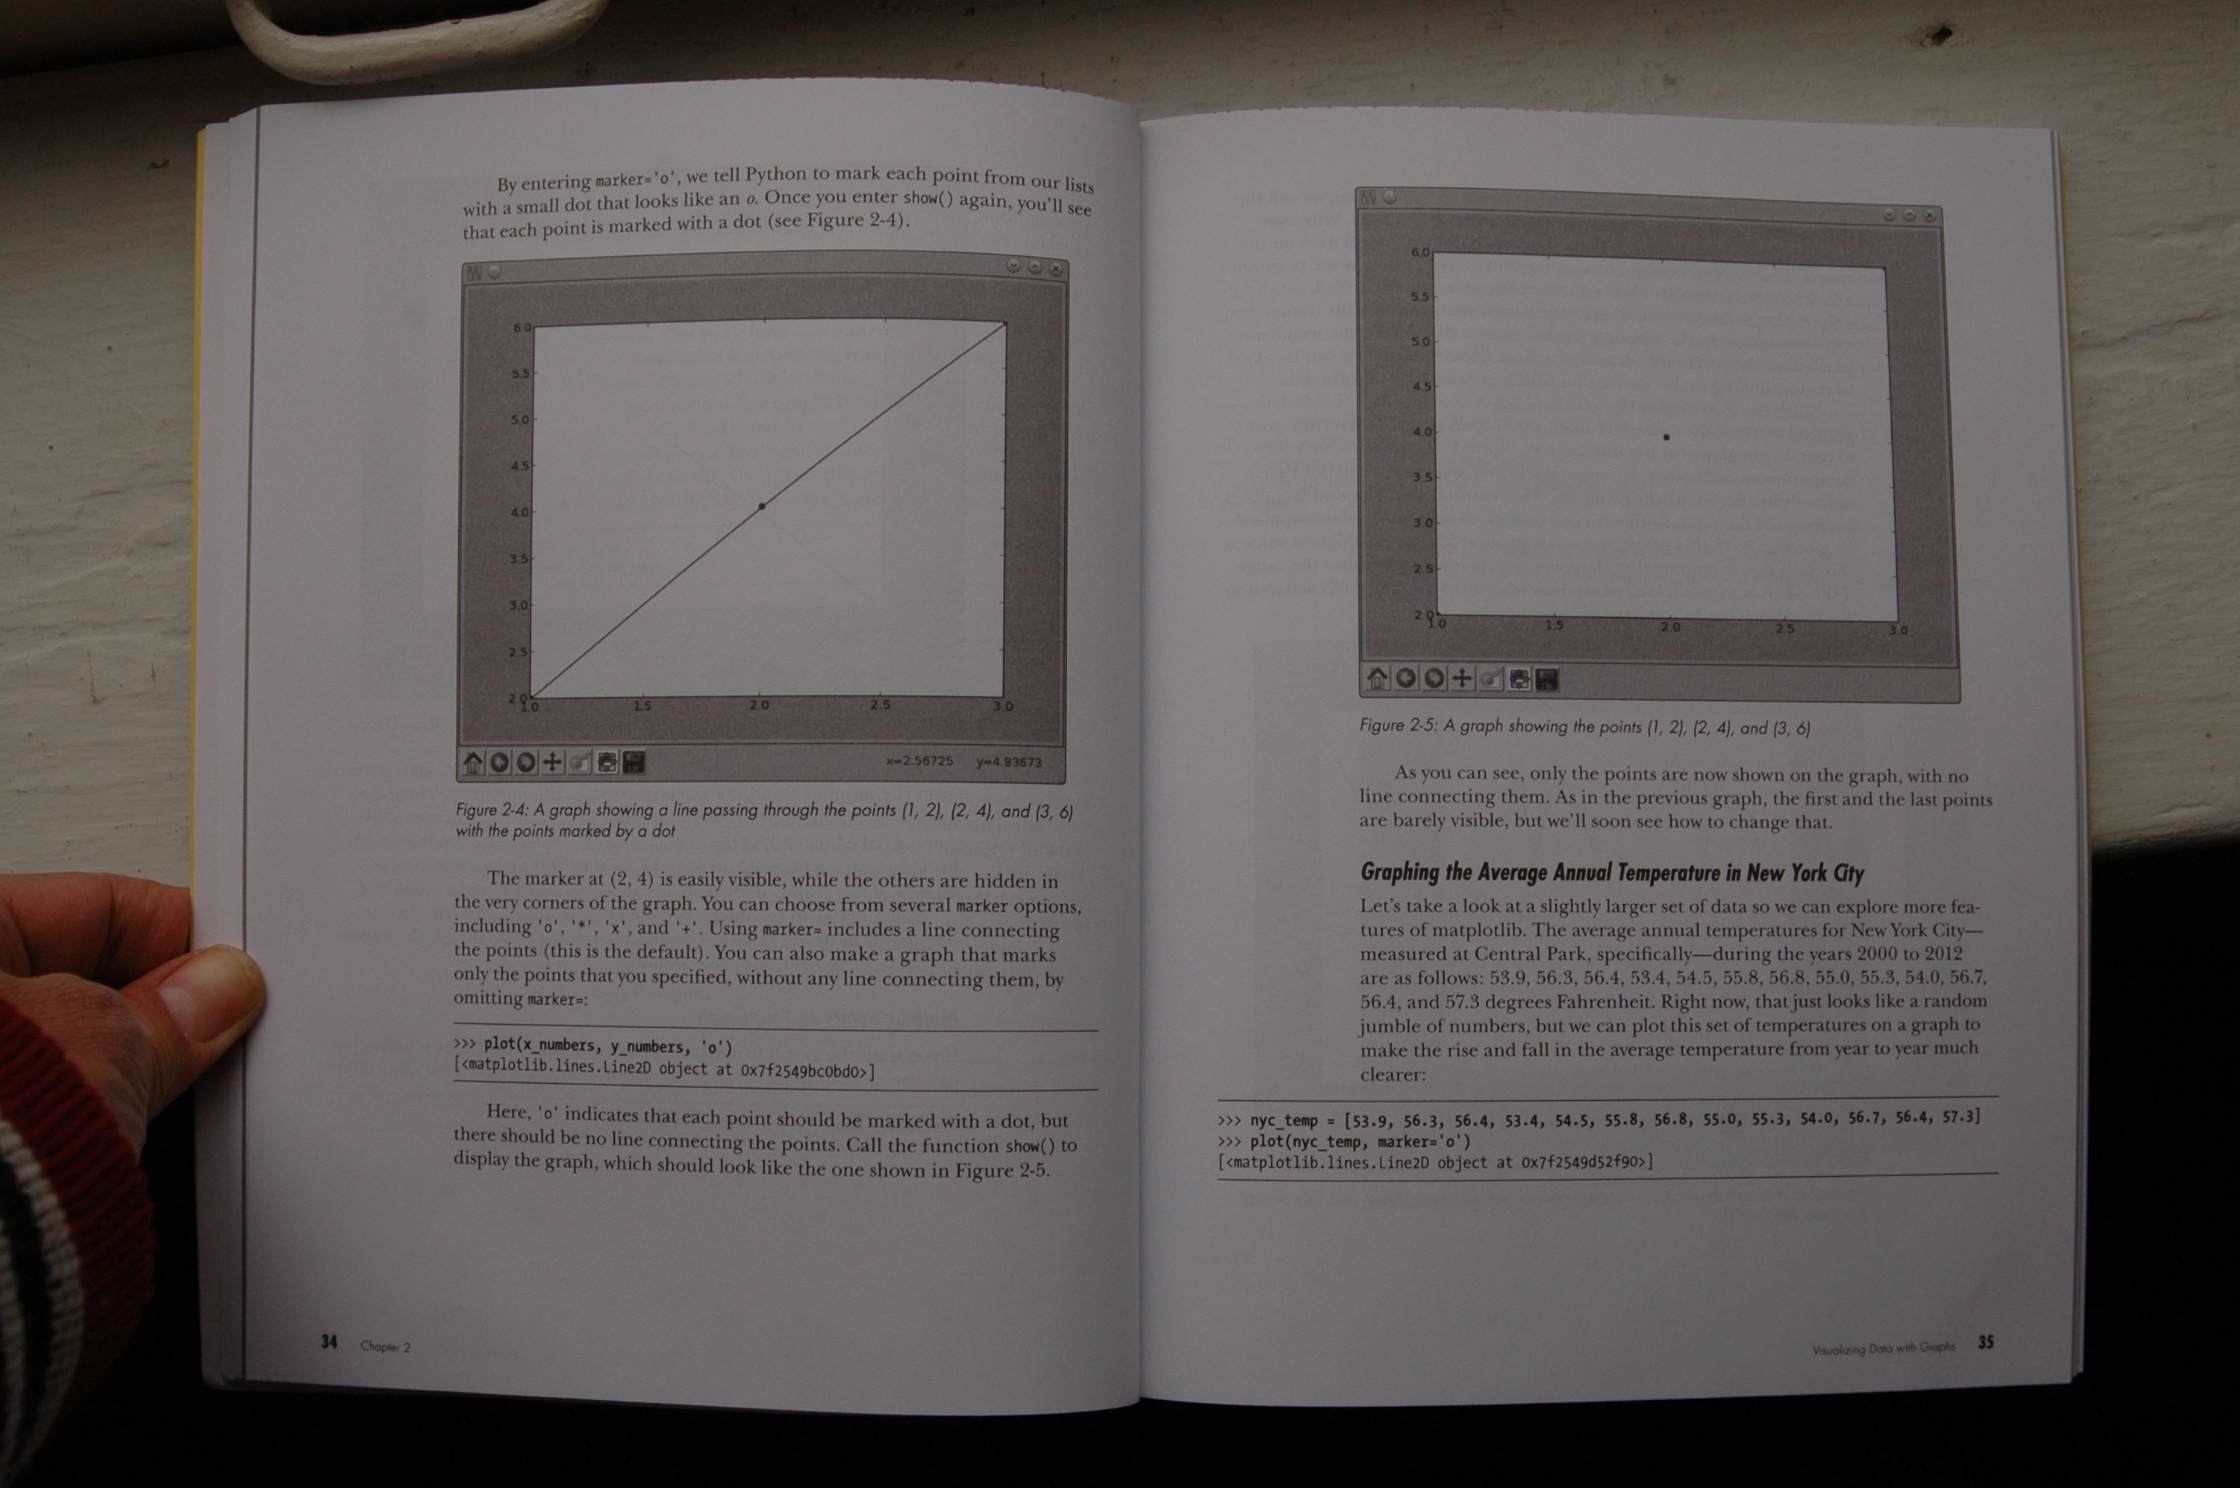 By entering marker='o', we tell Python to mark each point from our lists
with a small dot that looks like an o. Once you enter show() again, you'll see
that each point is marked with a dot (see Figure 2-4).
6.0
5.5
5.0
4.5
4.0
3.5
3.0
2.5
2.0
1.0 1.5 2.0 2.5 3.0
x=2.56725 y=4.83673
Figure 2-4: A graph showing a line passing through the points (1, 2), (2, 4), and (3, 6)
with the points marked by a dot
The marker at (2, 4) is easily visible, while the others are hidden in
the very corners of the graph. You can choose from several marker options,
including 'o', '*', 'x', and '+'. Using marker= includes a line connecting
the points (this is the default). You can also make a graph that marks
only the points that you specified, without any line connecting them, by
omitting marker=:
>>> plot(x_numbers, y_numbers, 'o')
[<matplotlib.lines.Line2D object at 0x7f2549bc0bd0>]
Here, 'o' indicates that each point should be marked with a dot, but
there should be no line connecting the points. Call the function show() to
display the graph, which should look like the one shown in Figure 2-5.
34 Chapter 2
6.0
5.5
5.0
4.5
4.0
3.5
3.0
2.5
2.0
1.0 1.5 2.0 2.5 3.0
Figure 2-5: A graph showing the points (1, 2), (2, 4), and (3, 6)
As you can see, only the points are now shown on the graph, with no
line connecting them. As in the previous graph, the first and the last points
are barely visible, but we'll soon see how to change that.
Graphing the Average Annual Temperature in New York City
Let's take a look at a slightly larger set of data so we can explore more fea-
tures of matplotlib. The average annual temperatures for New York City—
measured at Central Park, specifically—during the years 2000 to 2012
are as follows: 53.9, 56.3, 56.4, 53.4, 54.5, 55.8, 56.8, 55.0, 55.3, 54.0, 56.7,
56.4, and 57.3 degrees Fahrenheit. Right now, that just looks like a random
jumble of numbers, but we can plot this set of temperatures on a graph to
make the rise and fall in the average temperature from year to year much
clearer:
>>> nyc_temp = [53.9, 56.3, 56.4, 53.4, 54.5, 55.8, 56.8, 55.0, 55.3, 54.0, 56.7, 56.4, 57.3]
>>> plot(nyc_temp, marker='o')
[<matplotlib.lines.Line2D object at 0x7f2549d52f90>]
Visualizing Data with Graphs 35